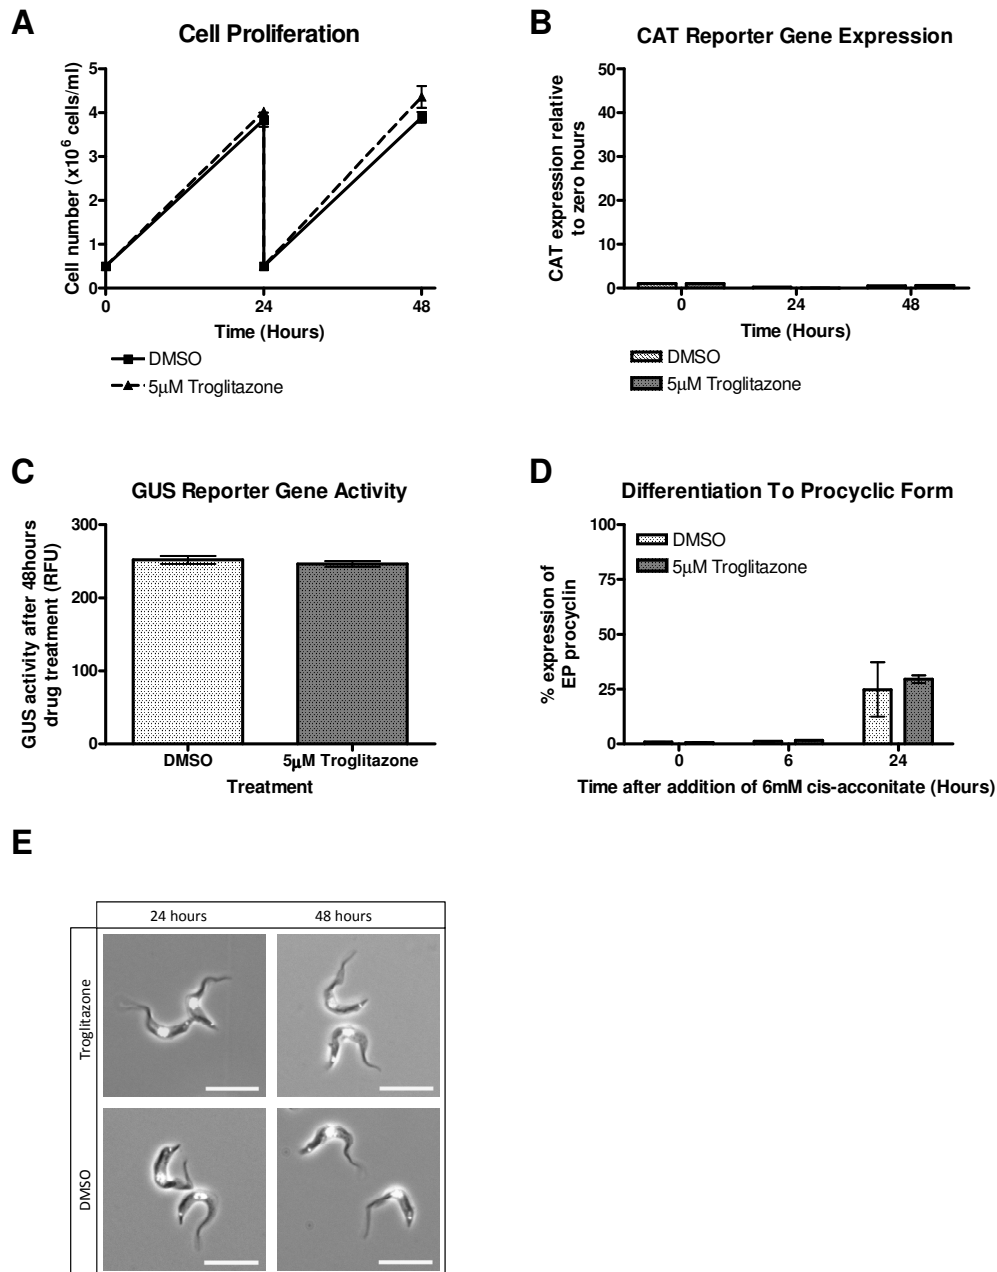 A
Cell Proliferation
Cell number (x10⁶ cells/ml)
5
4
3
2
1
0
0
24
48
Time (Hours)
DMSO
5μM Troglitazone
B
CAT Reporter Gene Expression
CAT expression relative
to zero hours
50
40
30
20
10
0
0
24
48
Time (Hours)
DMSO
5μM Troglitazone
C
GUS Reporter Gene Activity
GUS activity after 48hours
drug treatment (RFU)
300
200
100
0
DMSO
5μM Troglitazone
Treatment
D
Differentiation To Procyclic Form
% expression of
EP procyclin
100
75
50
25
0
DMSO
5μM Troglitazone
0
6
24
Time after addition of 6mM cis-acconitate (Hours)
E
24 hours
48 hours
Troglitazone
DMSO